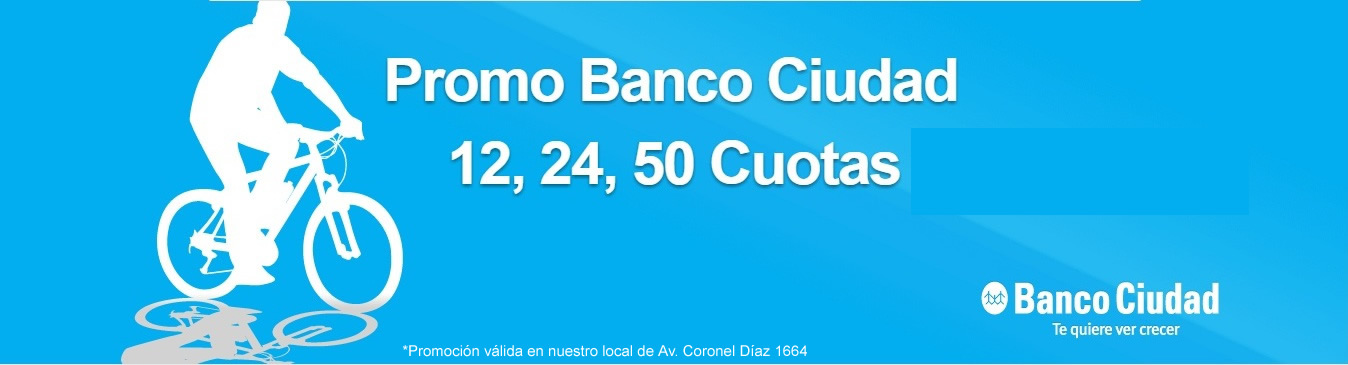 Promo Banco Ciudad
12, 24, 50 Cuotas
Banco Ciudad
Te quiere ver crecer
*Promoción válida en nuestro local de Av. Coronel Díaz 1664